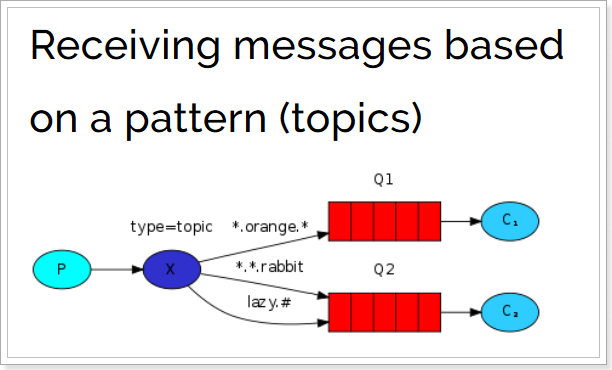 Receiving messages based
on a pattern (topics)
Q1
type=topic *.orange.*
C₁
P
X
*.*.rabbit
Q2
lazy.#
C₂